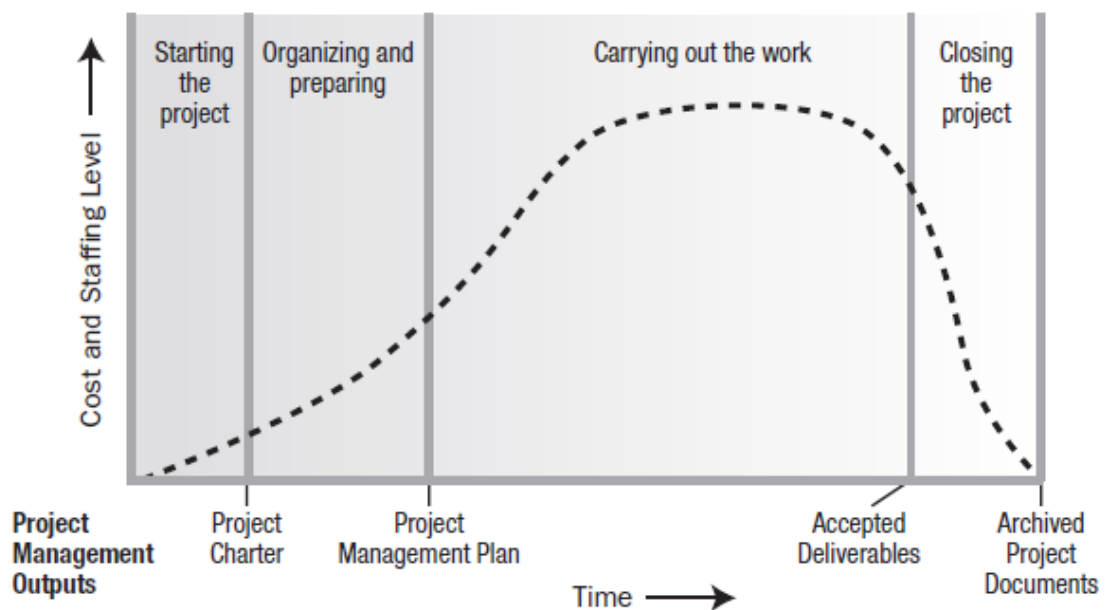 Starting
the
project
Organizing and
preparing
Carrying out the work
Closing
the
project
Cost and Staffing Level
Project
Management
Outputs
Project
Charter
Project
Management Plan
Accepted
Deliverables
Archived
Project
Documents
Time